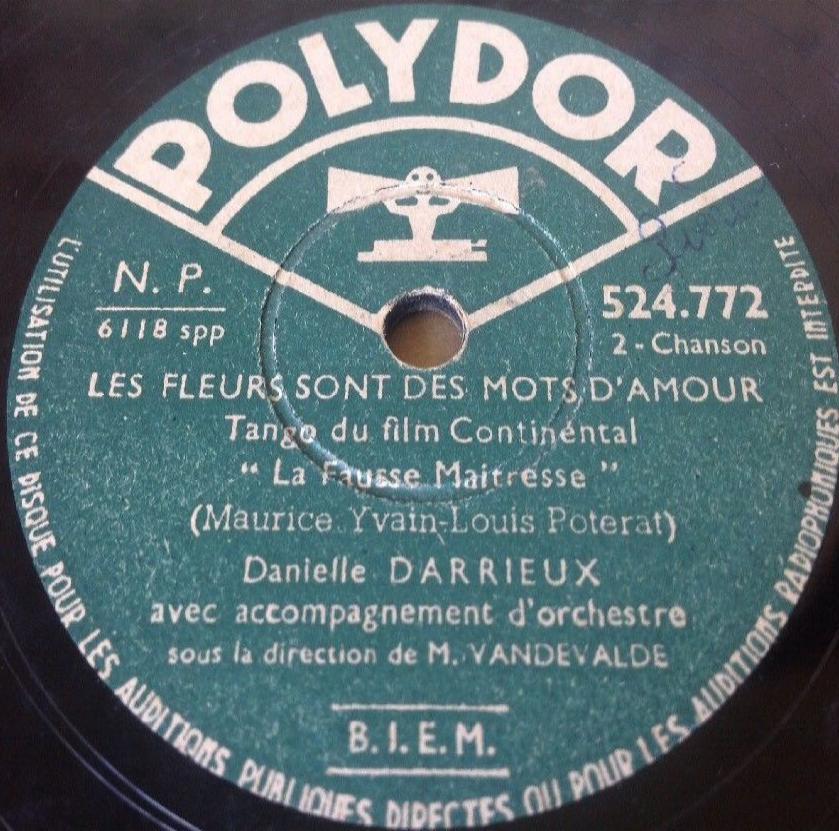 POLYDOR
N. P.
6118 spp
524.772
2 - Chanson
LES FLEURS SONT DES MOTS D'AMOUR
Tango du film Continental
" La Fausse Maitresse "
(Maurice Yvain-Louis Poterat)
Danielle DARRIEUX
avec accompagnement d'orchestre
sous la direction de M. VANDEVALDE
B. I. E. M.
L'UTILISATION DE CE DISQUE POUR LES AUDITIONS PUBLIQUES DIRECTES OU POUR LES AUDITIONS RADIOPHONIQUES EST INTERDITE